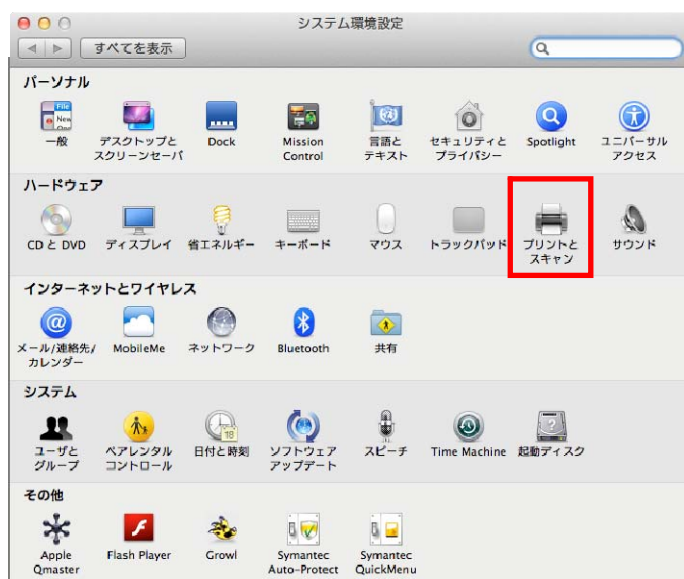 システム環境設定
すべてを表示
パーソナル
一般
デスクトップと
スクリーンセーバ
Dock
Mission
Control
言語と
テキスト
セキュリティと
プライバシー
Spotlight
ユニバーサル
アクセス
ハードウェア
CD と DVD
ディスプレイ
省エネルギー
キーボード
マウス
トラックパッド
プリントと
スキャン
サウンド
インターネットとワイヤレス
メール/連絡先/
カレンダー
MobileMe
ネットワーク
Bluetooth
共有
システム
ユーザと
グループ
ペアレンタル
コントロール
日付と時刻
ソフトウェア
アップデート
スピーチ
Time Machine
起動ディスク
その他
Apple
Qmaster
Flash Player
Growl
Symantec
Auto-Protect
Symantec
QuickMenu